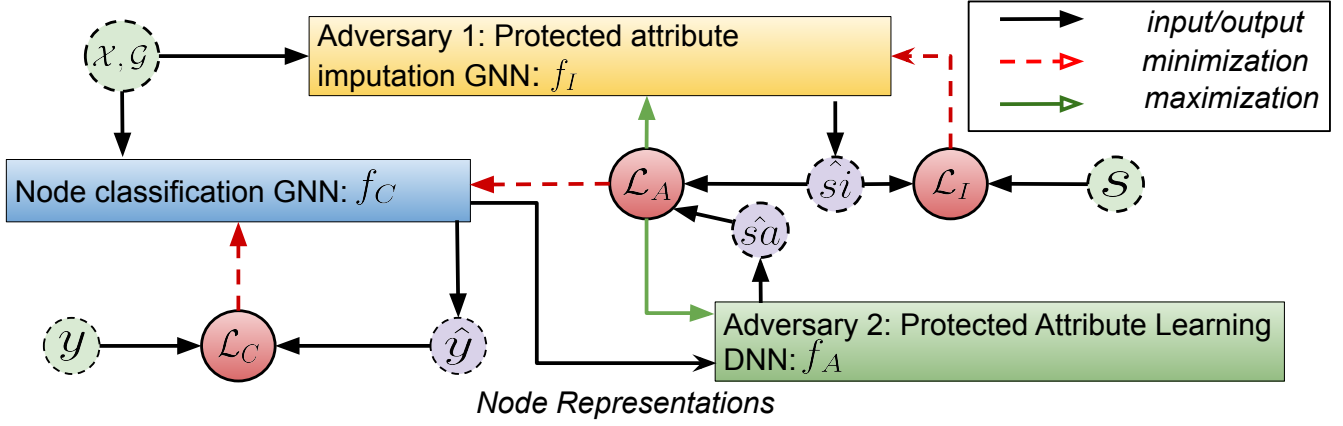 𝒳, 𝒢
Adversary 1: Protected attribute
imputation GNN: f_I
input/output
minimization
maximization
Node classification GNN: f_C
ℒ_A
ŝi
ℒ_I
s
ŝa
y
ℒ_C
ŷ
Adversary 2: Protected Attribute Learning
DNN: f_A
Node Representations